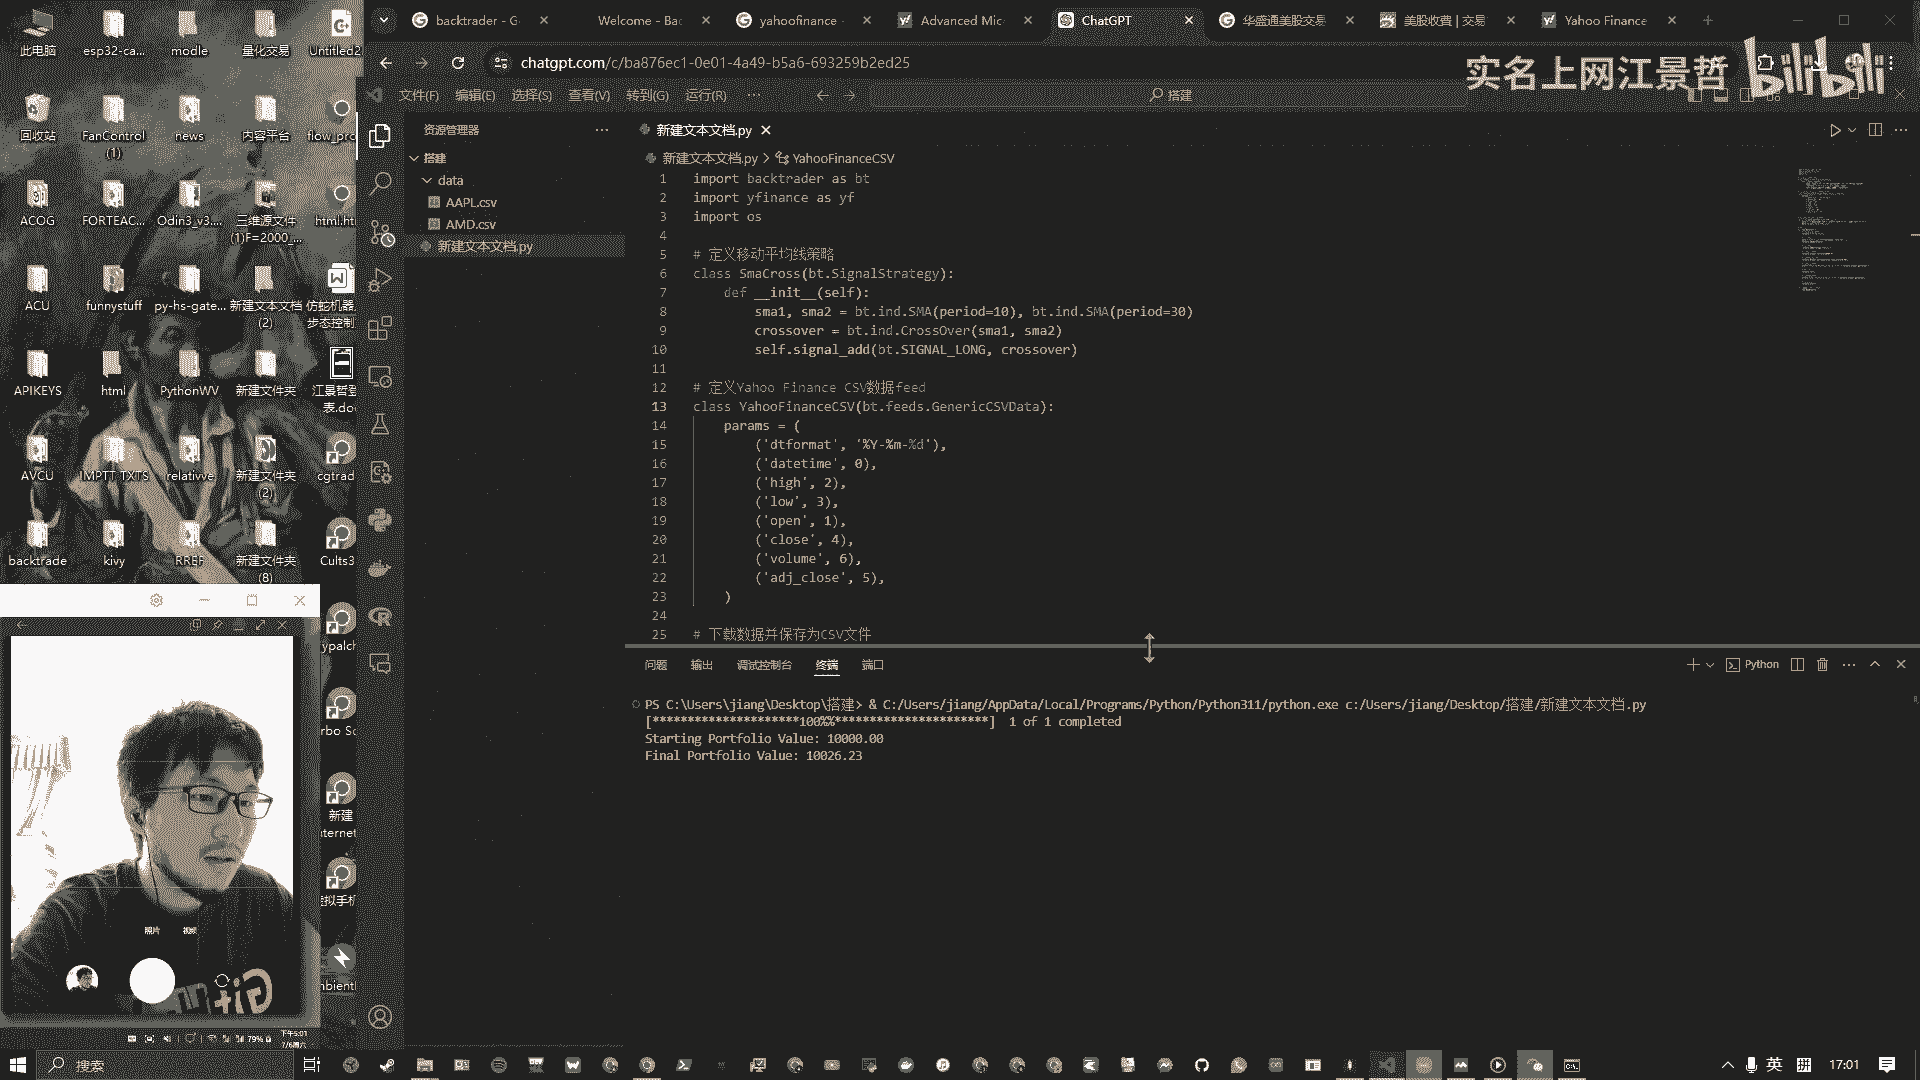 backtrader - G
Welcome - Bac
yahoofinance -
Advanced Mic
ChatGPT
华盛通美股交易
美股收費 | 交易
Yahoo Finance
chatgpt.com/c/ba876ec1-0e01-4a49-b5a6-693259b2ed25
实名上网江景哲 bilibili
文件(F) 编辑(E) 选择(S) 查看(V) 转到(G) 运行(R) ···
搭建
此电脑
esp32-ca...
modle
量化交易
Untitled2
回收站
FanControl (1)
news
内容平台
flow_pro
ACOG
FORTEAC...
Odin3_v3....
三维源文件 (1)F=2000_...
html.ht
ACU
funnystuff
py-hs-gate...
新建文本文档 (2)
仿蛇机器 步态控制
APIKEYS
html
PythonWV
新建文件夹
江景哲登 表.do
AVCU
IMPTT TXTS
relativve
新建文件夹 (2)
cgtrad
backtrade
kivy
RREF
新建文件夹 (8)
Cults3
ypalch
rbo Sc
新建
nternet
虚拟手机
mbient
资源管理器
搭建
data
AAPL.csv
AMD.csv
新建文本文档.py
新建文本文档.py
新建文本文档.py > YahooFinanceCSV
1 import backtrader as bt
2 import yfinance as yf
3 import os
4
5 # 定义移动平均线策略
6 class SmaCross(bt.SignalStrategy):
7 def __init__(self):
8 sma1, sma2 = bt.ind.SMA(period=10), bt.ind.SMA(period=30)
9 crossover = bt.ind.CrossOver(sma1, sma2)
10 self.signal_add(bt.SIGNAL_LONG, crossover)
11
12 # 定义Yahoo Finance CSV数据feed
13 class YahooFinanceCSV(bt.feeds.GenericCSVData):
14 params = (
15 ('dtformat', '%Y-%m-%d'),
16 ('datetime', 0),
17 ('high', 2),
18 ('low', 3),
19 ('open', 1),
20 ('close', 4),
21 ('volume', 6),
22 ('adj_close', 5),
23 )
24
25 # 下载数据并保存为CSV文件
问题 输出 调试控制台 终端 端口
Python
PS C:\Users\jiang\Desktop\搭建> & C:/Users/jiang/AppData/Local/Programs/Python/Python311/python.exe c:/Users/jiang/Desktop/搭建/新建文本文档.py
[*********************100%%**********************] 1 of 1 completed
Starting Portfolio Value: 10000.00
Final Portfolio Value: 10026.23
照片 视频
79%
下午5:01
7/6周六
搜索
英
拼
17:01